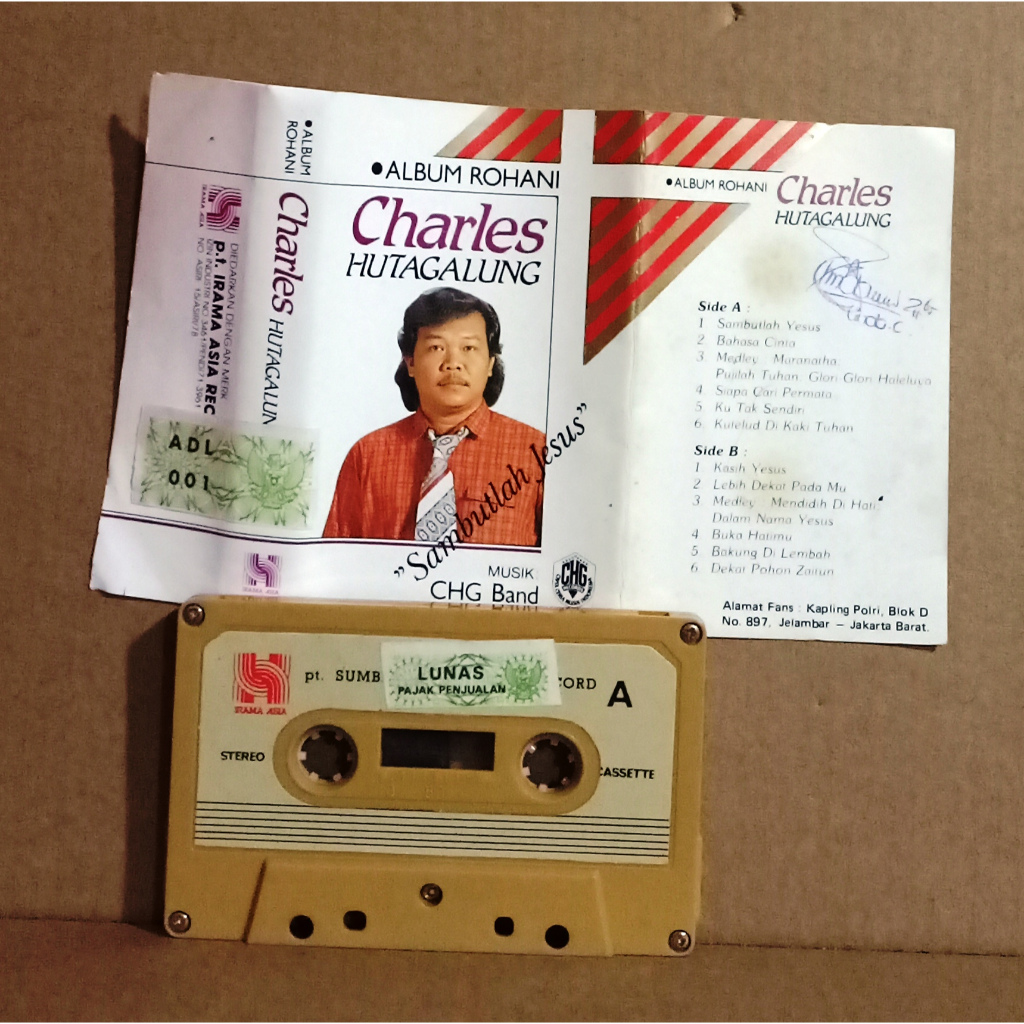 ● ALBUM ROHANI
Charles
HUTAGALUNG
"Sambutlah Jesus"
MUSIK
CHG Band
CHG
● ALBUM ROHANI
Charles HUTAGALUNG
IRAMA ASIA
DIEDARKAN DENGAN MERK
p.t. IRAMA ASIA REC
ADL
001
● ALBUM ROHANI
Charles
HUTAGALUNG
Side A :
1 Sambutlah Yesus
2 Bahasa Cinta
3 Medley : Maranatha
Pujilah Tuhan, Glori Glori Haleluya
4. Siapa Cari Permata
5. Ku Tak Sendiri
6. Kutelud Di Kaki Tuhan
Side B :
1. Kasih Yesus
2. Lebih Dekat Pada Mu
3. Medley : Mendidih Di Hati,
Dalam Nama Yesus
4 Buka Hatimu
5. Bakung Di Lembah
6. Dekat Pohon Zaitun
Alamat Fans : Kapling Polri, Blok D
No. 897, Jelambar – Jakarta Barat.
IRAMA ASIA
pt. SUMB
LUNAS
PAJAK PENJUALAN
CORD
A
STEREO
CASSETTE